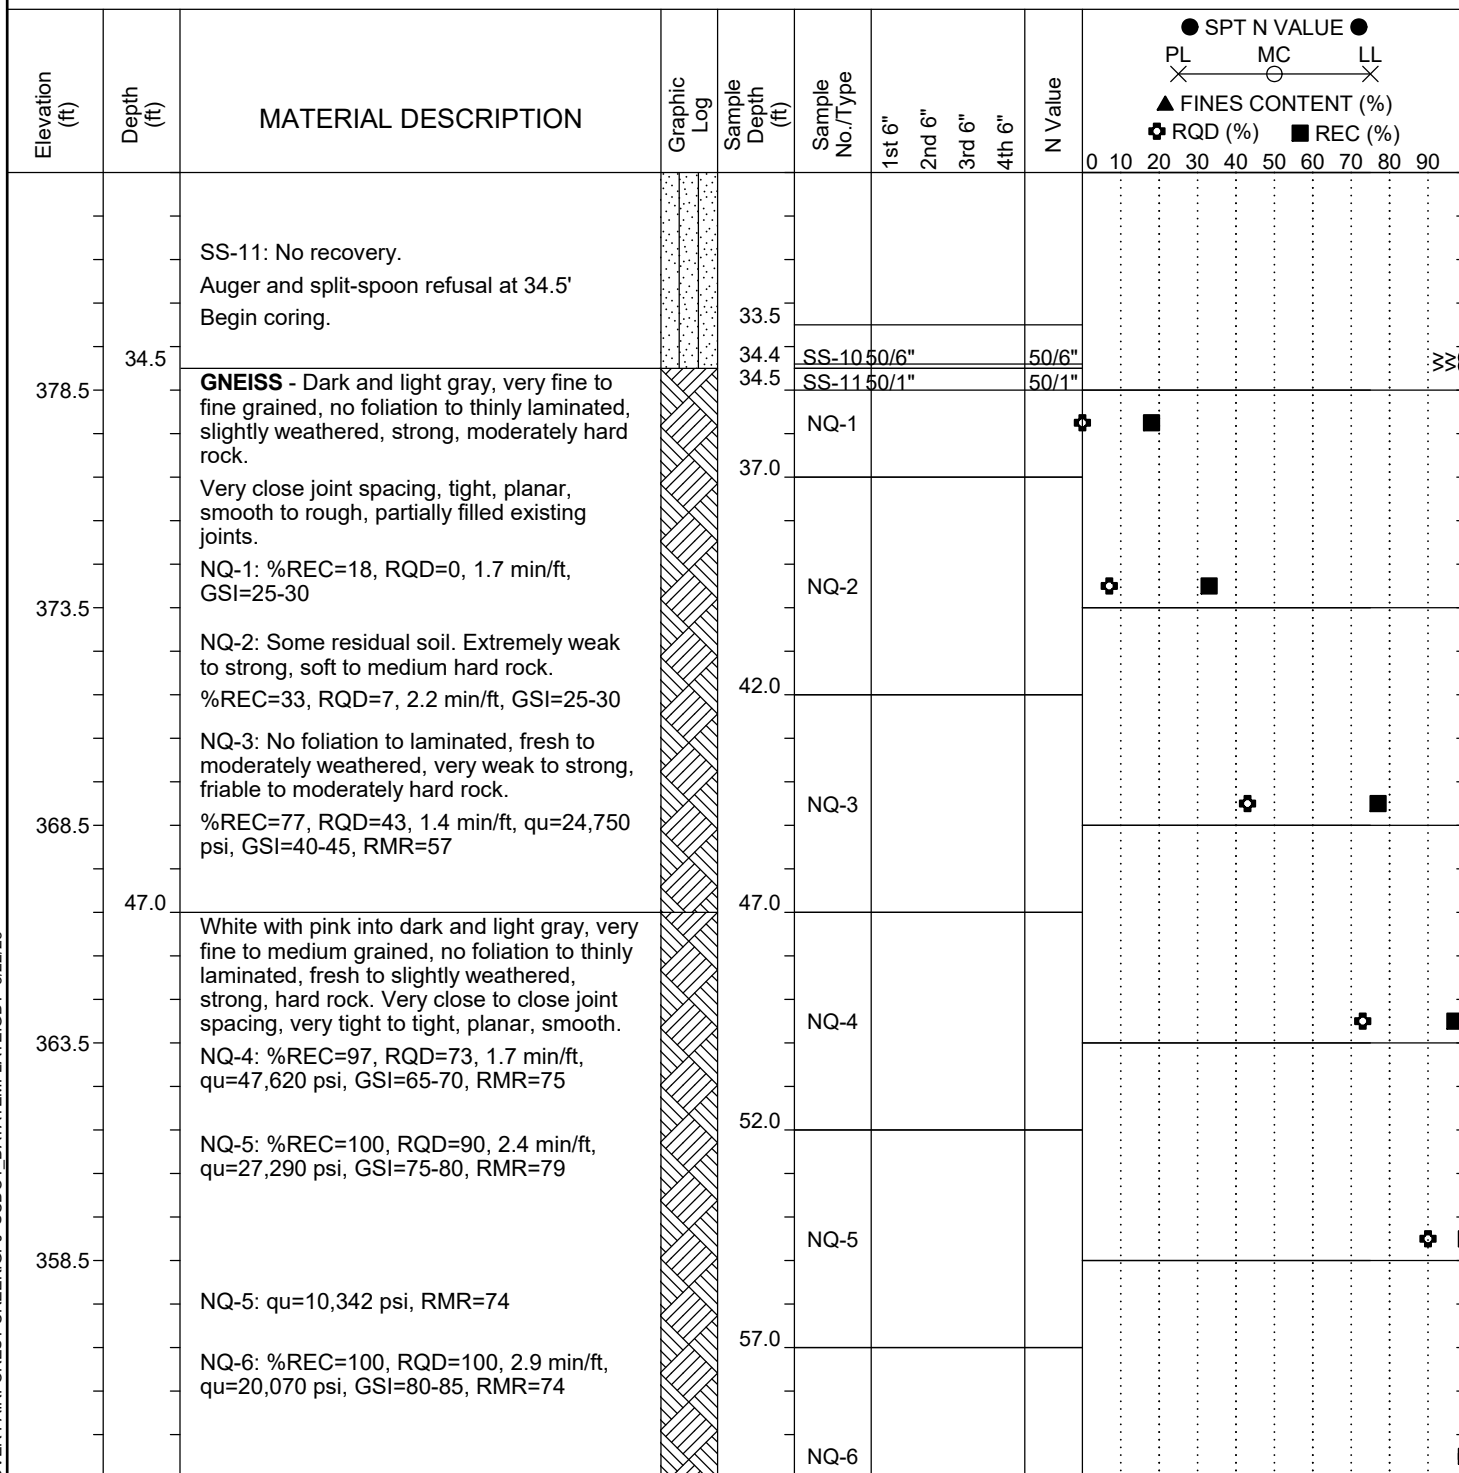 ● SPT N VALUE ●
PL MC LL
▲ FINES CONTENT (%)
RQD (%) ■ REC (%)
Elevation (ft)
Depth (ft)
MATERIAL DESCRIPTION
Graphic Log
Sample Depth (ft)
Sample No./Type
1st 6"
2nd 6"
3rd 6"
4th 6"
N Value
0 10 20 30 40 50 60 70 80 90
SS-11: No recovery.
Auger and split-spoon refusal at 34.5'
Begin coring.
33.5
34.5
34.4 SS-10 50/6" 50/6" >>
34.5 SS-11 50/1" 50/1"
378.5
GNEISS - Dark and light gray, very fine to
fine grained, no foliation to thinly laminated,
slightly weathered, strong, moderately hard
rock.
NQ-1
37.0
Very close joint spacing, tight, planar,
smooth to rough, partially filled existing
joints.
NQ-1: %REC=18, RQD=0, 1.7 min/ft,
GSI=25-30
NQ-2
373.5
NQ-2: Some residual soil. Extremely weak
to strong, soft to medium hard rock.
%REC=33, RQD=7, 2.2 min/ft, GSI=25-30
42.0
NQ-3: No foliation to laminated, fresh to
moderately weathered, very weak to strong,
friable to moderately hard rock.
NQ-3
368.5
%REC=77, RQD=43, 1.4 min/ft, qu=24,750
psi, GSI=40-45, RMR=57
47.0
47.0
White with pink into dark and light gray, very
fine to medium grained, no foliation to thinly
laminated, fresh to slightly weathered,
strong, hard rock. Very close to close joint
spacing, very tight to tight, planar, smooth.
NQ-4
363.5
NQ-4: %REC=97, RQD=73, 1.7 min/ft,
qu=47,620 psi, GSI=65-70, RMR=75
52.0
NQ-5: %REC=100, RQD=90, 2.4 min/ft,
qu=27,290 psi, GSI=75-80, RMR=79
NQ-5
358.5
NQ-5: qu=10,342 psi, RMR=74
57.0
NQ-6: %REC=100, RQD=100, 2.9 min/ft,
qu=20,070 psi, GSI=80-85, RMR=74
NQ-6